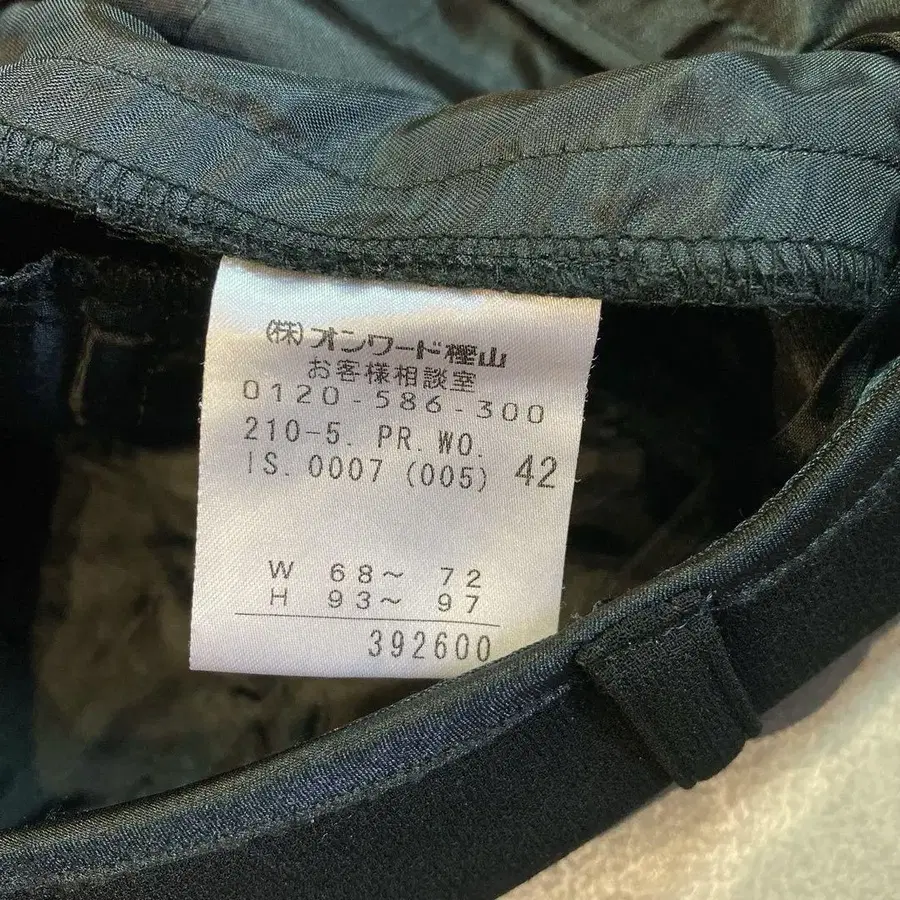 (株)オンワード樫山
お客様相談室
0120-586-300
210-5. PR. WO.
IS. 0007 (005) 42
W 68～ 72
H 93～ 97
392600